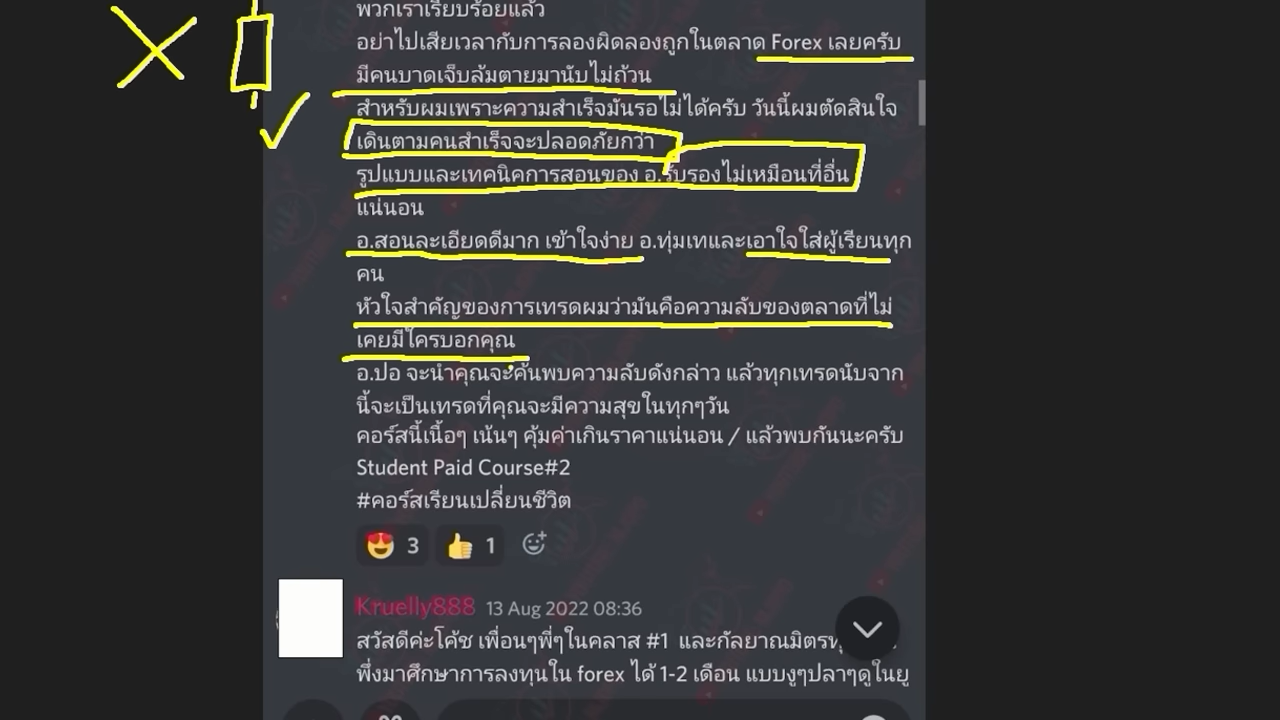 พวกเราเรียบร้อยแล้ว
อย่าไปเสียเวลากับการลองผิดลองถูกในตลาด Forex เลยครับ
มีคนบาดเจ็บล้มตายมานับไม่ถ้วน
สำหรับผมเพราะความสำเร็จมันรอไม่ได้ครับ วันนี้ผมตัดสินใจ
เดินตามคนสำเร็จจะปลอดภัยกว่า
รูปแบบและเทคนิคการสอนของ อ.รับรองไม่เหมือนที่อื่น
แน่นอน
อ.สอนละเอียดดีมาก เข้าใจง่าย อ.ทุ่มเทและเอาใจใส่ผู้เรียนทุก
คน
หัวใจสำคัญของการเทรดผมว่ามันคือความลับของตลาดที่ไม่
เคยมีใครบอกคุณ
อ.ปอ จะนำคุณจะค้นพบความลับดังกล่าว แล้วทุกเทรดนับจาก
นี้จะเป็นเทรดที่คุณจะมีความสุขในทุกๆวัน
คอร์สนี้เนื้อๆ เน้นๆ คุ้มค่าเกินราคาแน่นอน / แล้วพบกันนะครับ
Student Paid Course#2
#คอร์สเรียนเปลี่ยนชีวิต
3 1
Kruelly888 13 Aug 2022 08:36
สวัสดีค่ะโค้ช เพื่อนๆพี่ๆในคลาส #1 และกัลยาณมิตร
พึ่งมาศึกษาการลงทุนใน forex ได้ 1-2 เดือน แบบงูๆปลาๆดูในยู